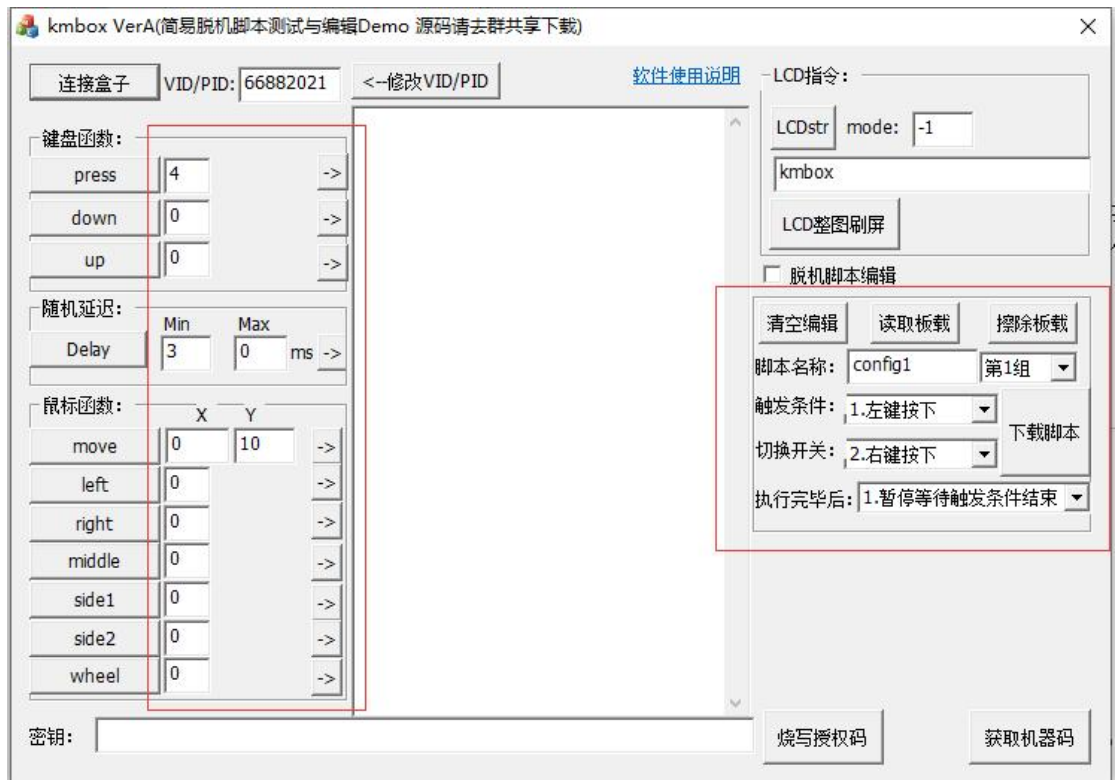 kmbox VerA(简易脱机脚本测试与编辑Demo 源码请去群共享下载)
连接盒子 VID/PID: 66882021 <--修改VID/PID 软件使用说明
键盘函数:
press 4 ->
down 0 ->
up 0 ->
随机延迟:
Min Max
Delay 3 0 ms ->
鼠标函数:
X Y
move 0 10 ->
left 0 ->
right 0 ->
middle 0 ->
side1 0 ->
side2 0 ->
wheel 0 ->
LCD指令:
LCDstr mode: -1
kmbox
LCD整图刷屏
脱机脚本编辑
清空编辑 读取板载 擦除板载
脚本名称: config1 第1组
触发条件: 1.左键按下
切换开关: 2.右键按下
下载脚本
执行完毕后: 1.暂停等待触发条件结束
密钥:
烧写授权码 获取机器码